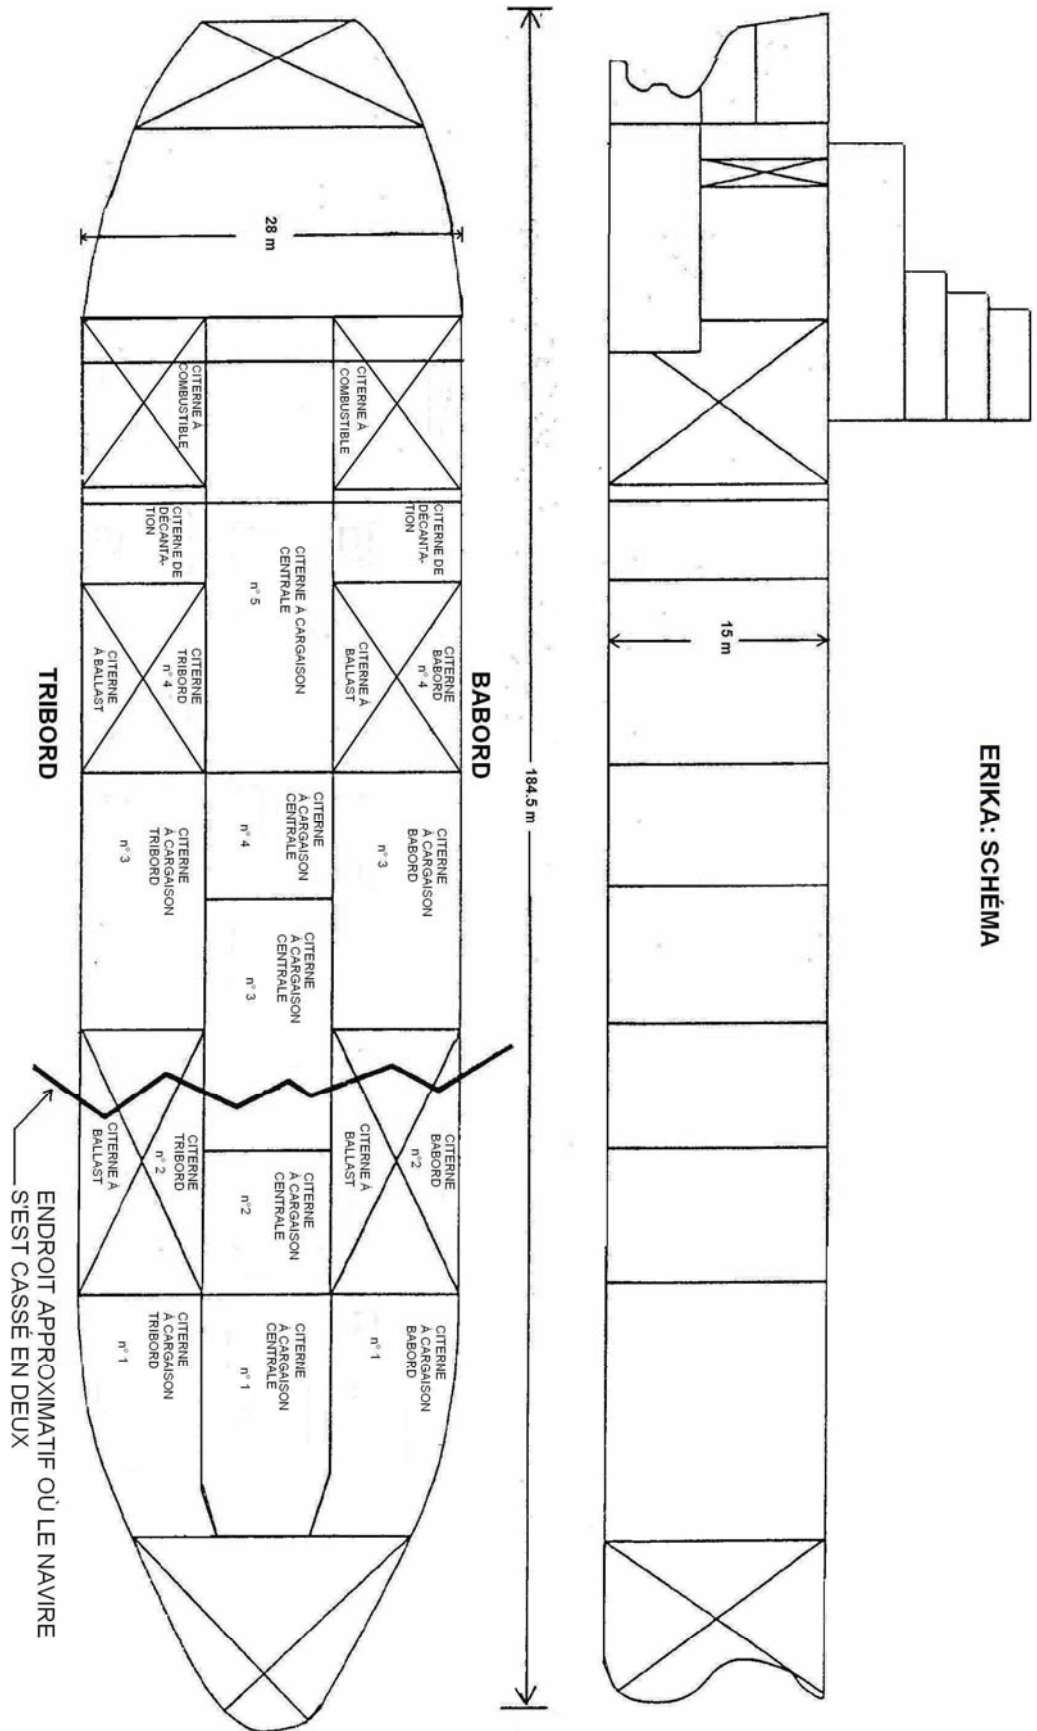 ERIKA: SCHÉMA
15 m
184.5 m
BABORD
28 m
CITERNE À
COMBUSTIBLE
CITERNE DE
DÉCANTA-
TION
CITERNE
BABORD
n° 4
CITERNE À
BALLAST
CITERNE
À CARGAISON
BABORD
n° 3
CITERNE
BABORD
n°2
CITERNE À
BALLAST
CITERNE
À CARGAISON
BABORD
n° 1
CITERNE À CARGAISON
CENTRALE
n° 5
CITERNE
À CARGAISON
CENTRALE
n° 4
CITERNE
À CARGAISON
CENTRALE
n° 3
CITERNE
À CARGAISON
CENTRALE
n°2
CITERNE
À CARGAISON
CENTRALE
n° 1
CITERNE À
COMBUSTIBLE
CITERNE DE
DÉCANTA-
TION
CITERNE
TRIBORD
n° 4
CITERNE
À BALLAST
CITERNE
À CARGAISON
TRIBORD
n° 3
CITERNE
TRIBORD
n° 2
CITERNE À
BALLAST
CITERNE
À CARGAISON
TRIBORD
n° 1
TRIBORD
ENDROIT APPROXIMATIF OÙ LE NAVIRE
S'EST CASSÉ EN DEUX